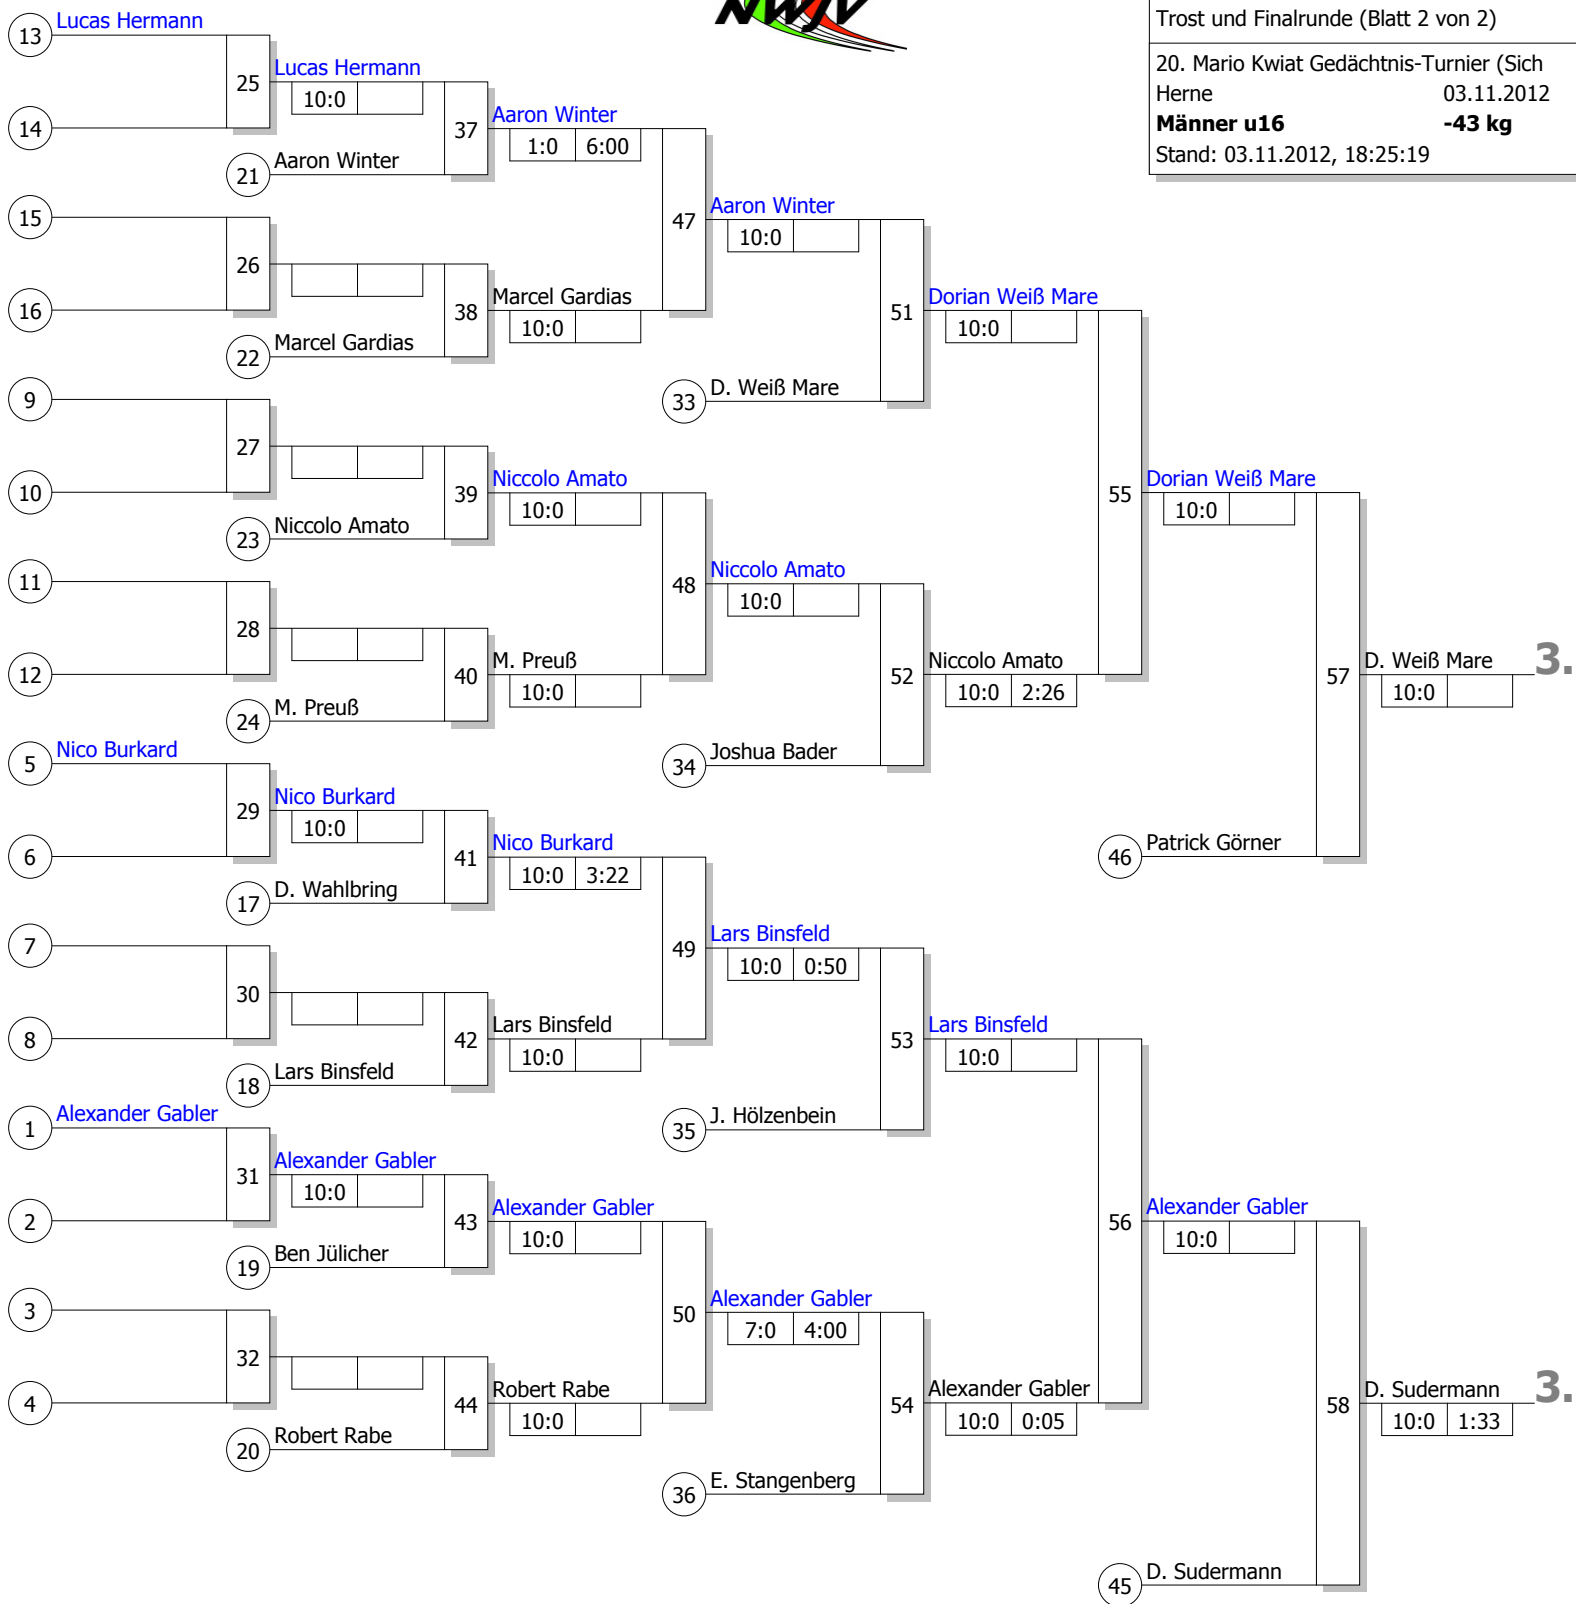 NWJV
Trost und Finalrunde (Blatt 2 von 2)
20. Mario Kwiat Gedächtnis-Turnier (Sich
Herne 03.11.2012
Männer u16 -43 kg
Stand: 03.11.2012, 18:25:19
13 Lucas Hermann
25 Lucas Hermann
10:0
14
37 Aaron Winter
1:0 6:00
21 Aaron Winter
15
47 Aaron Winter
10:0
26
16
38 Marcel Gardias
10:0
22 Marcel Gardias
51 Dorian Weiß Mare
10:0
33 D. Weiß Mare
9
27
10
39 Niccolo Amato
10:0
23 Niccolo Amato
55 Dorian Weiß Mare
10:0
11
48 Niccolo Amato
10:0
28
12
40 M. Preuß
10:0
24 M. Preuß
52 Niccolo Amato
10:0 2:26
34 Joshua Bader
57 D. Weiß Mare 3.
10:0
5 Nico Burkard
29 Nico Burkard
10:0
6
41 Nico Burkard
10:0 3:22
46 Patrick Görner
17 D. Wahlbring
7
49 Lars Binsfeld
10:0 0:50
30
8
42 Lars Binsfeld
10:0
18 Lars Binsfeld
53 Lars Binsfeld
10:0
35 J. Hölzenbein
1 Alexander Gabler
31 Alexander Gabler
10:0
2
43 Alexander Gabler
10:0
19 Ben Jülicher
56 Alexander Gabler
10:0
3
50 Alexander Gabler
7:0 4:00
32
4
44 Robert Rabe
10:0
20 Robert Rabe
54 Alexander Gabler
10:0 0:05
36 E. Stangenberg
58 D. Sudermann 3.
10:0 1:33
45 D. Sudermann